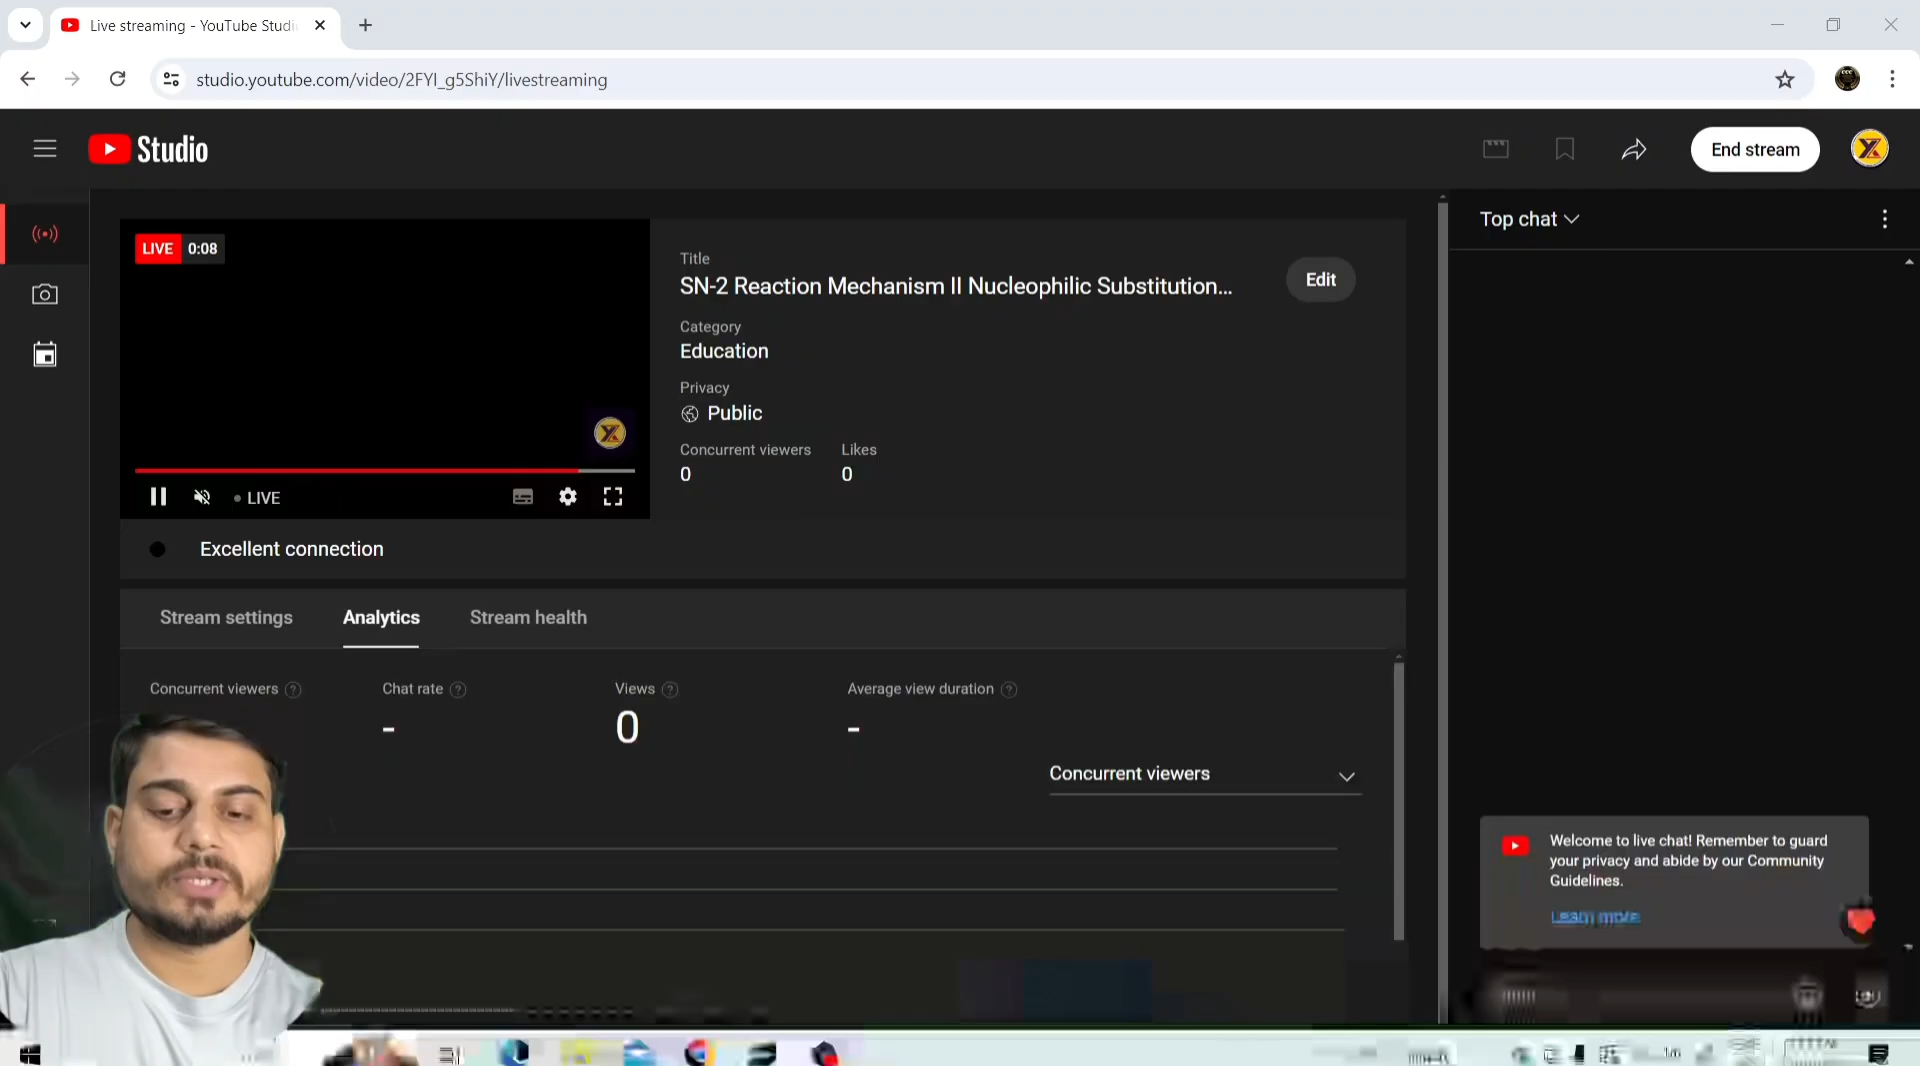 Live streaming - YouTube Studi
studio.youtube.com/video/2FYI_g5ShiY/livestreaming
Studio
End stream
LIVE 0:08
Title
SN-2 Reaction Mechanism II Nucleophilic Substitution...
Edit
Category
Education
Privacy
Public
Concurrent viewers Likes
0 0
LIVE
Excellent connection
Top chat
Stream settings Analytics Stream health
Concurrent viewers ? Chat rate ? Views ? Average view duration ?
- 0 -
Concurrent viewers
Welcome to live chat! Remember to guard
your privacy and abide by our Community
Guidelines.
Learn more